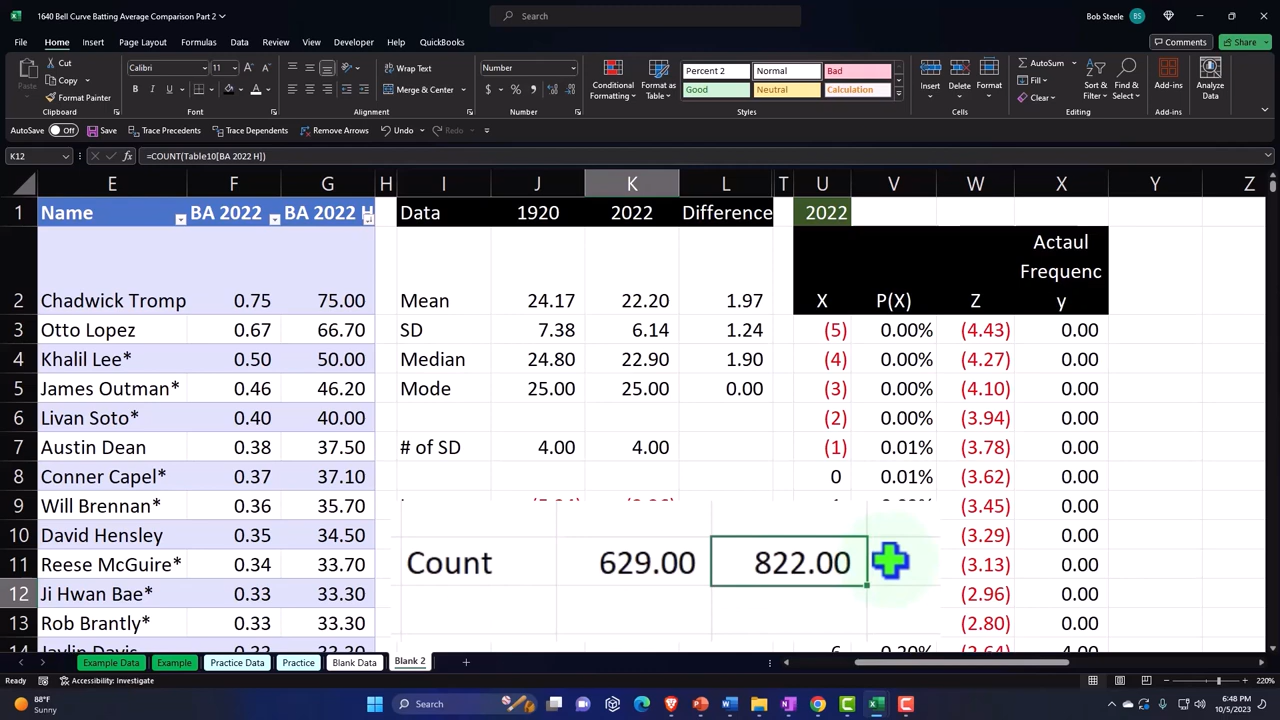 1640 Bell Curve Batting Average Comparison Part 2
Search
Bob Steele BS
File Home Insert Page Layout Formulas Data Review View Developer Help QuickBooks Comments Share
Cut
Copy
Format Painter
Paste
Calibri 11
Wrap Text
Merge & Center
Number
Conditional Formatting
Format as Table
Percent 2 Normal Bad
Good Neutral Calculation
Insert Delete Format
AutoSum
Fill
Clear
Sort & Filter
Find & Select
Add-ins
Analyze Data
Clipboard Font Alignment Number Styles Cells Editing Add-ins
AutoSave Off Save Trace Precedents Trace Dependents Remove Arrows Undo Redo
K12 fx =COUNT(Table10[BA 2022 H])
E F G H I J K L T U V W X Y Z
1 Name BA 2022 BA 2022 H Data 1920 2022 Difference 2022
X P(X) Z Actaul Frequency
2 Chadwick Tromp 0.75 75.00 Mean 24.17 22.20 1.97
3 Otto Lopez 0.67 66.70 SD 7.38 6.14 1.24 (5) 0.00% (4.43) 0.00
4 Khalil Lee* 0.50 50.00 Median 24.80 22.90 1.90 (4) 0.00% (4.27) 0.00
5 James Outman* 0.46 46.20 Mode 25.00 25.00 0.00 (3) 0.00% (4.10) 0.00
6 Livan Soto* 0.40 40.00 (2) 0.00% (3.94) 0.00
7 Austin Dean 0.38 37.50 # of SD 4.00 4.00 (1) 0.01% (3.78) 0.00
8 Conner Capel* 0.37 37.10 0 0.01% (3.62) 0.00
9 Will Brennan* 0.36 35.70 (3.45) 0.00
10 David Hensley 0.35 34.50 (3.29) 0.00
11 Reese McGuire* 0.34 33.70 Count 629.00 822.00 (3.13) 0.00
12 Ji Hwan Bae* 0.33 33.30 (2.96) 0.00
13 Rob Brantly* 0.33 33.30 (2.80) 0.00
14 (2.64)
Example Data Example Practice Data Practice Blank Data Blank 2
Ready Accessibility: Investigate 220%
88°F
Sunny
Search
6:48 PM
10/5/2023